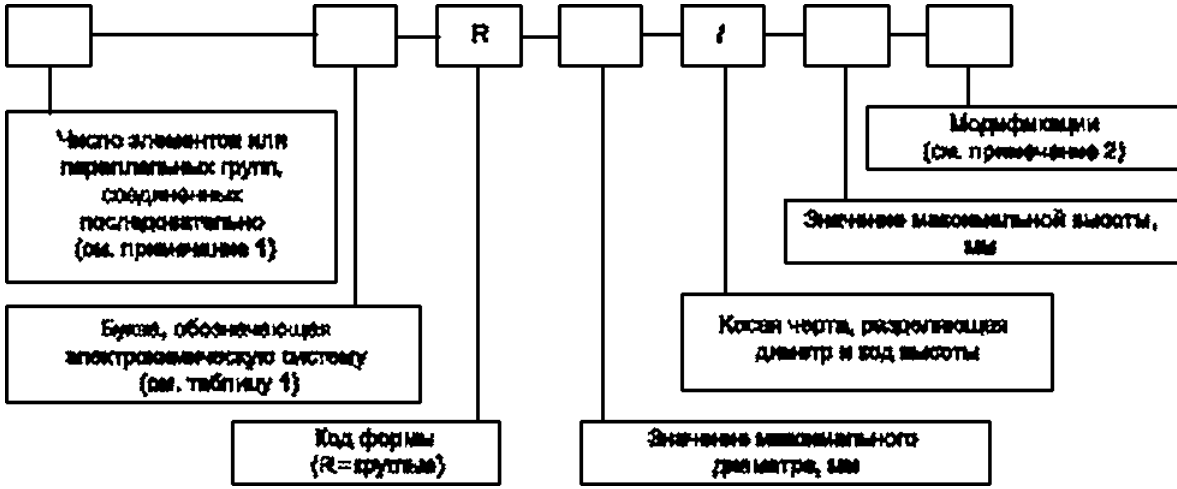 R
/
Число элементов или
параллельных групп,
соединенных
последовательно
(см. примечание 1)
Модификации
(см. примечание 2)
Значение максимальной высоты,
мм
Буква, обозначающая
электрохимическую систему
(см. таблицу 1)
Косая черта, разделяющая
диаметр и код высоты
Код формы
(R=круглые)
Значение максимального
диаметра, мм